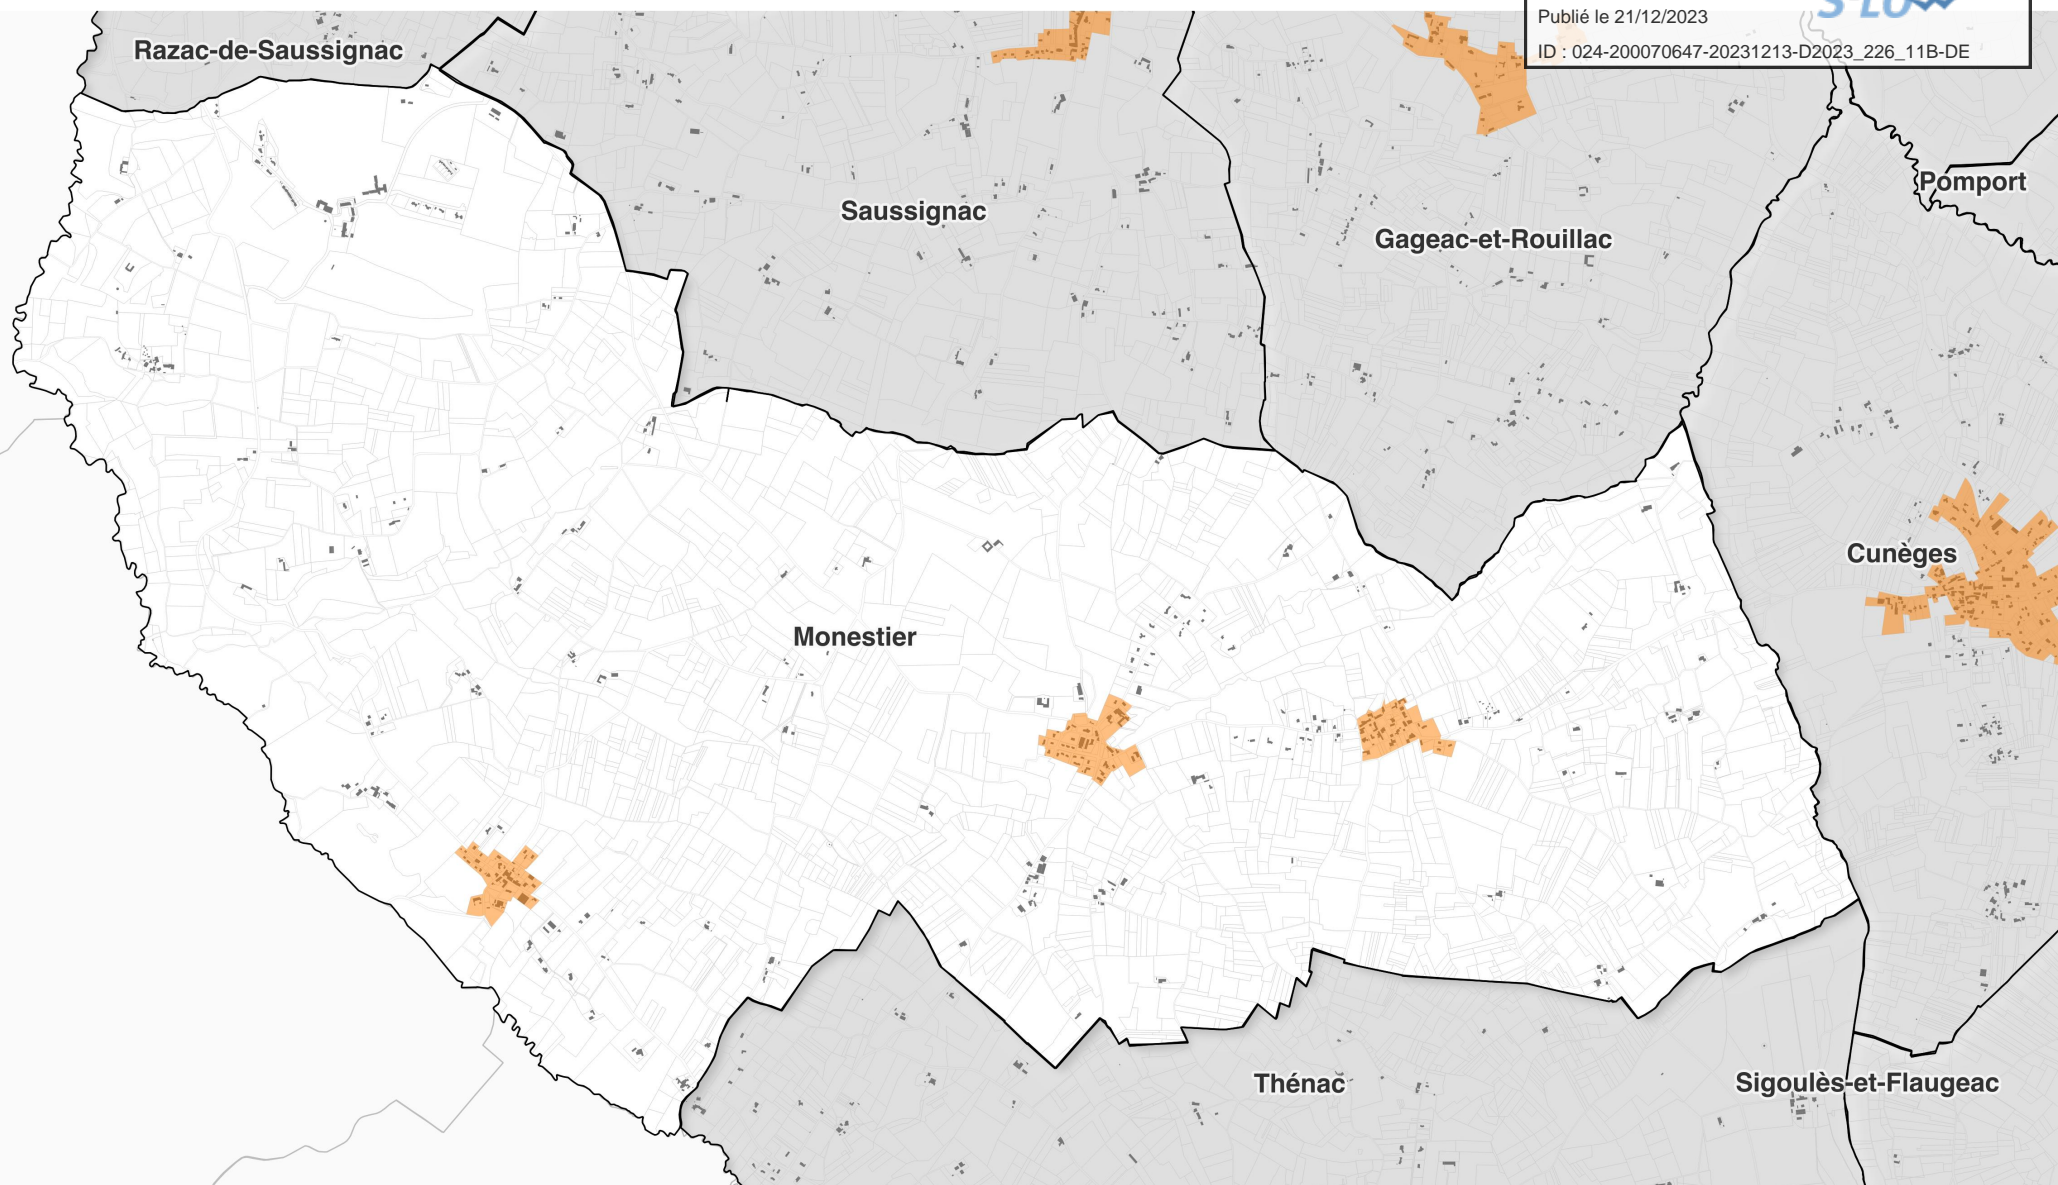 Publié le 21/12/2023
ID : 024-200070647-20231213-D2023_226_11B-DE
Razac-de-Saussignac
Pomport
Saussignac
Gageac-et-Rouillac
Cunèges
Monestier
Thénac
Sigoulès-et-Flaugeac